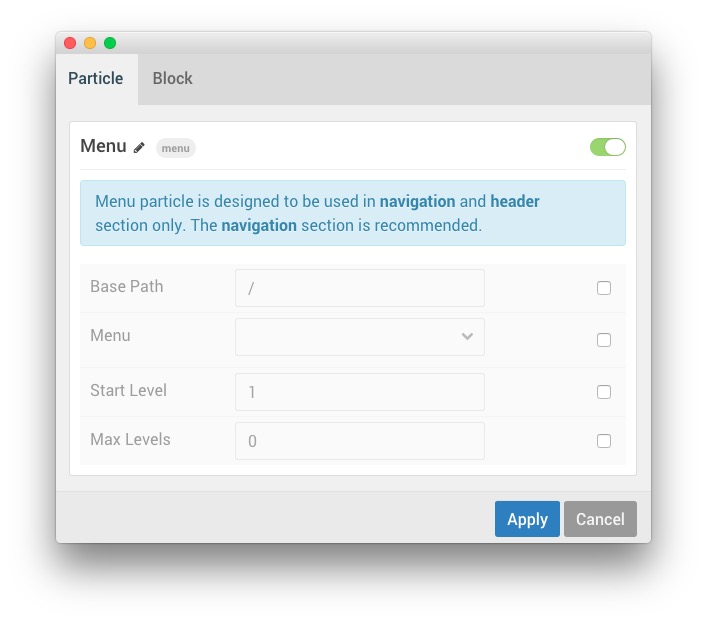 Particle Block
Menu menu
Menu particle is designed to be used in navigation and header
section only. The navigation section is recommended.
Base Path /
Menu
Start Level 1
Max Levels 0
Apply Cancel